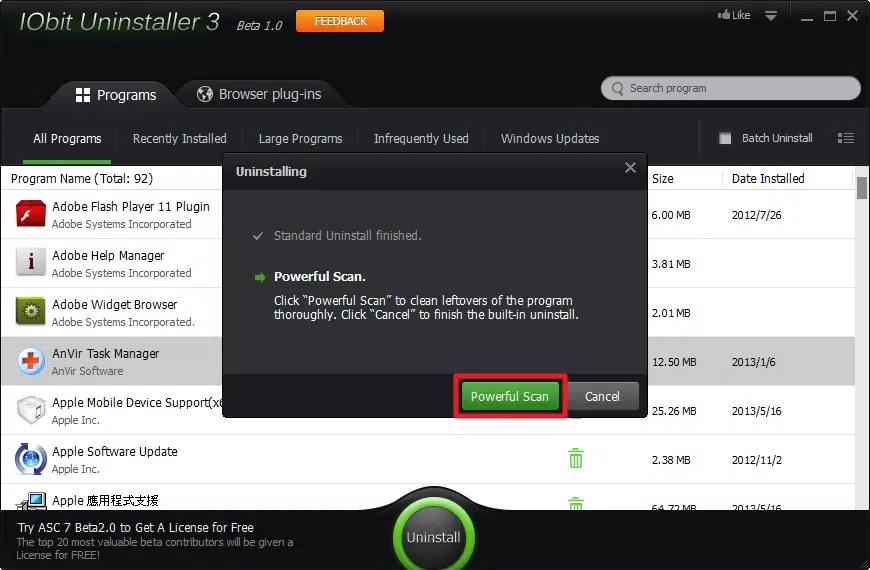 IObit Uninstaller 3 Beta 1.0 FEEDBACK Like
Programs Browser plug-ins Search program
All Programs Recently Installed Large Programs Infrequently Used Windows Updates Batch Uninstall
Program Name (Total: 92) Size Date Installed
Uninstalling
Standard Uninstall finished.
Powerful Scan.
Click “Powerful Scan” to clean leftovers of the program
thoroughly. Click “Cancel” to finish the built-in uninstall.
Powerful Scan Cancel
Adobe Flash Player 11 Plugin
Adobe Systems Incorporated
6.00 MB 2012/7/26
Adobe Help Manager
Adobe Systems Incorporated
3.81 MB
Adobe Widget Browser
Adobe Systems Incorporated.
2.01 MB
AnVir Task Manager
AnVir Software
12.50 MB 2013/1/6
Apple Mobile Device Support(x6
Apple Inc.
25.26 MB 2013/5/16
Apple Software Update
Apple Inc.
2.38 MB 2012/11/2
Apple 應用程式支援
64.72 MB 2013/5/16
Try ASC 7 Beta2.0 to Get A License for Free
The top 20 most valuable beta contributors will be given a
License for FREE!
Uninstall